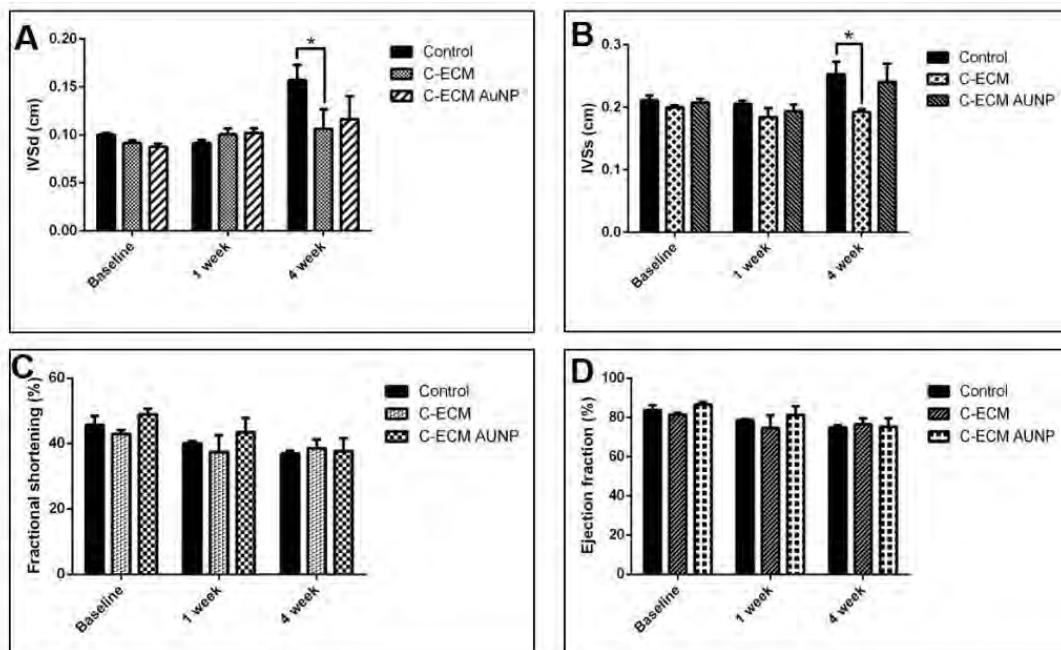 A
IVSd (cm)
0.20
0.15
0.10
0.05
0.00
*
Baseline
1 week
4 week
Control
C-ECM
C-ECM AuNP
B
IVSs (cm)
0.3
0.2
0.1
0.0
*
Baseline
1 week
4 week
Control
C-ECM
C-ECM AUNP
C
Fractional shortening (%)
60
40
20
0
Baseline
1 week
4 week
Control
C-ECM
C-ECM AUNP
D
Ejection fraction (%)
100
80
60
40
20
0
Baseline
1 week
4 week
Control
C-ECM
C-ECM AUNP